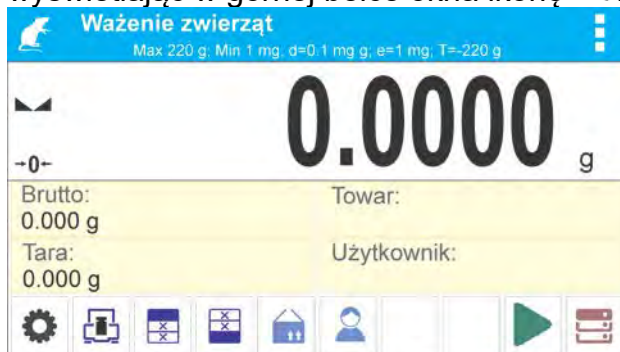 Ważenie zwierząt
Max 220 g; Min 1 mg; d=0.1 mg g; e=1 mg; T=-220 g
0.0000 g
→0←
Brutto:
0.000 g
Towar:
Tara:
0.000 g
Użytkownik: